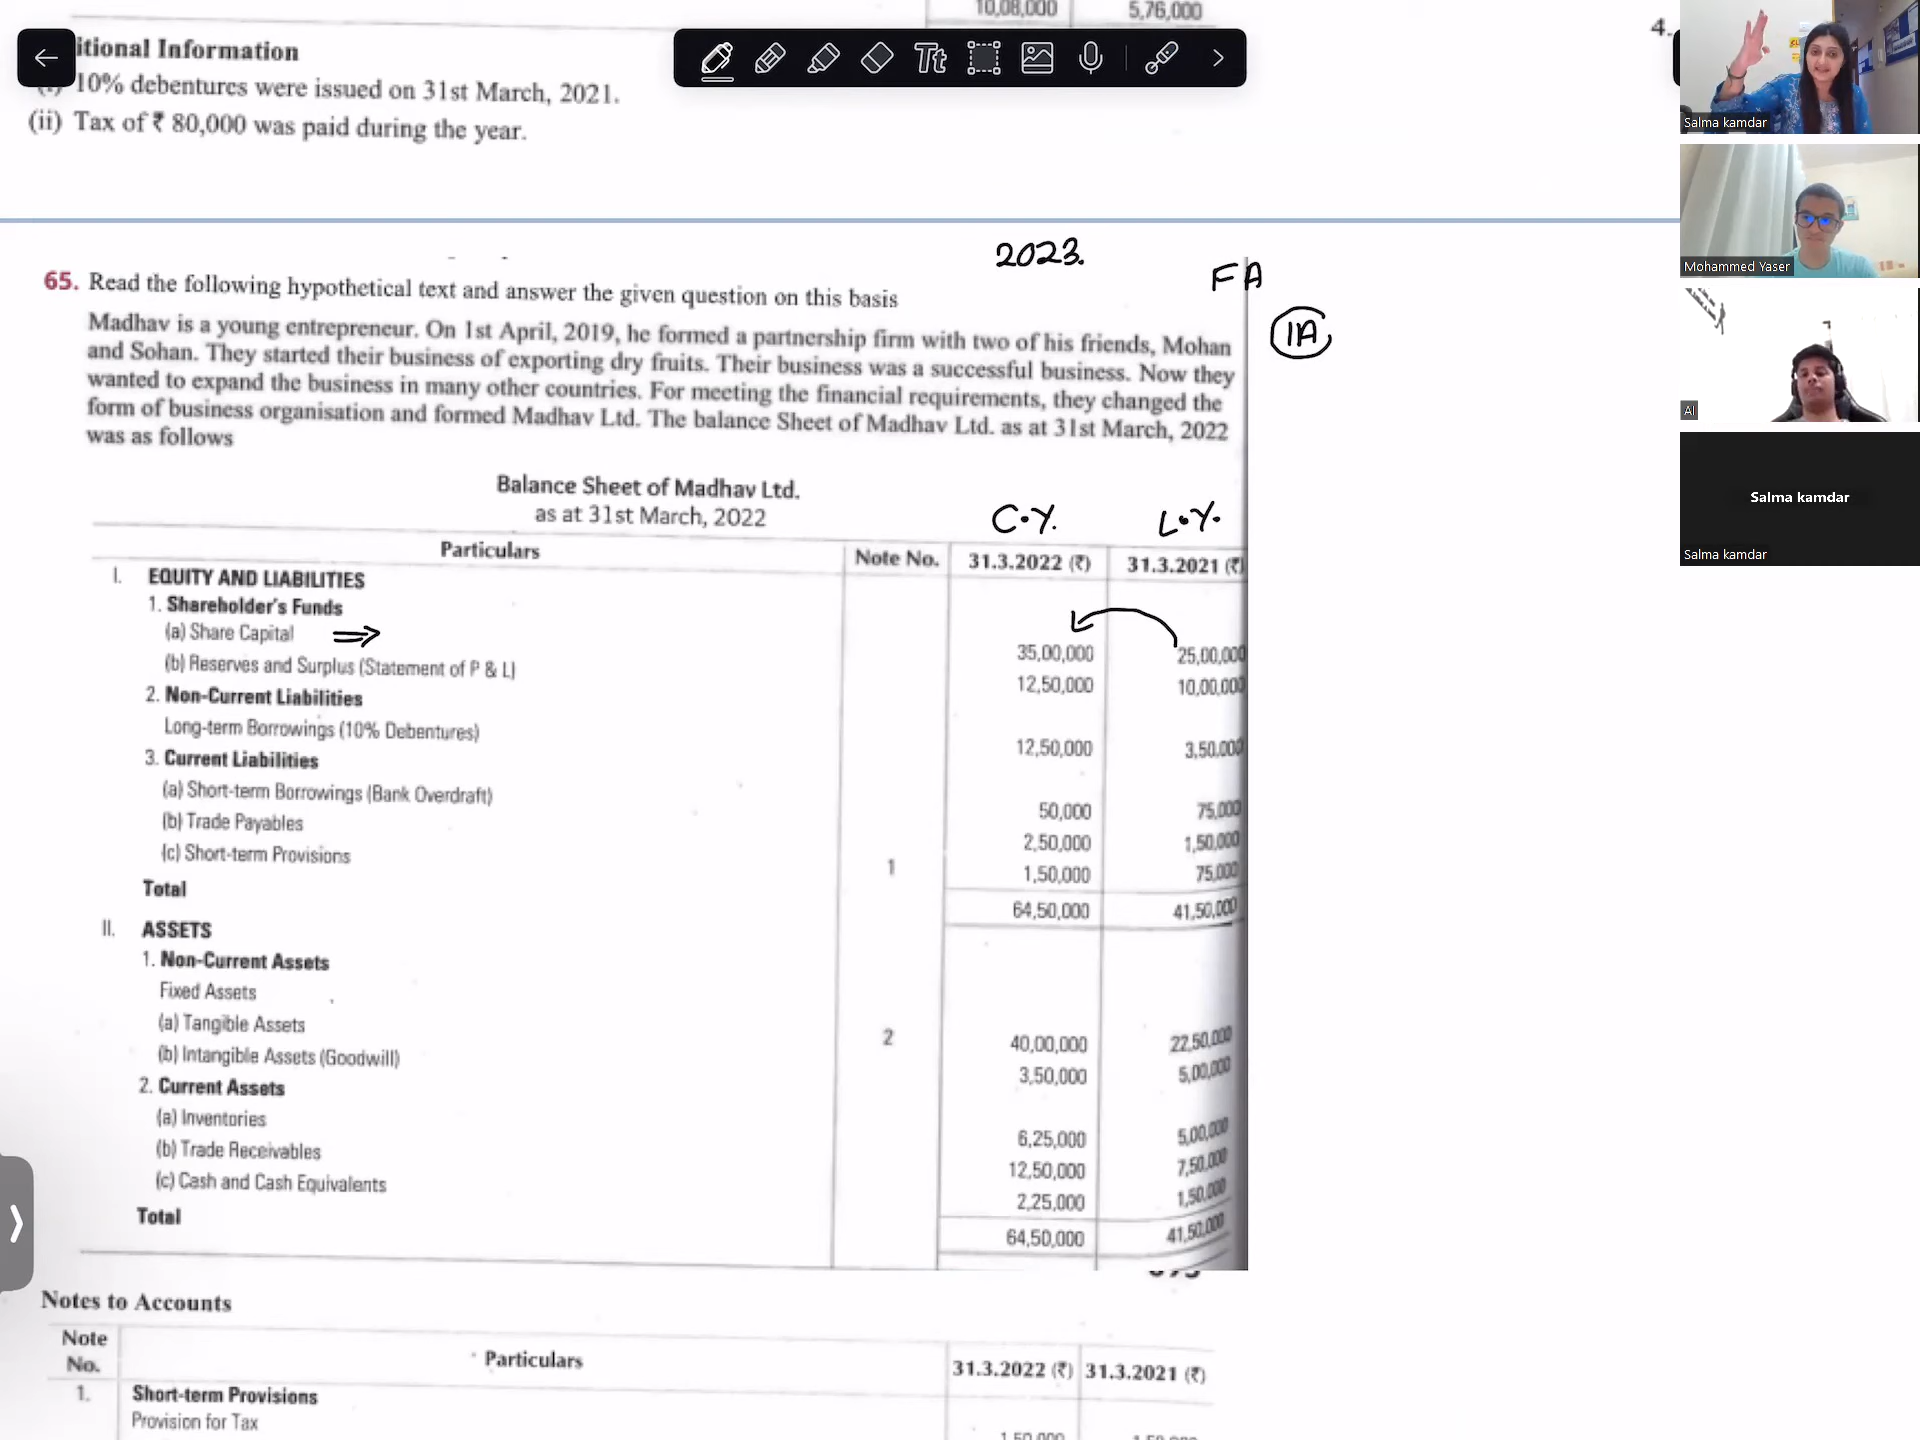 10,08,000 5,76,000
itional Information
10% debentures were issued on 31st March, 2021.
(ii) Tax of ₹ 80,000 was paid during the year.
4.
Tt
Salma kamdar
Mohammed Yaser
Al
Salma kamdar
Salma kamdar
2023.
FA
1A
65. Read the following hypothetical text and answer the given question on this basis
Madhav is a young entrepreneur. On 1st April, 2019, he formed a partnership firm with two of his friends, Mohan
and Sohan. They started their business of exporting dry fruits. Their business was a successful business. Now they
wanted to expand the business in many other countries. For meeting the financial requirements, they changed the
form of business organisation and formed Madhav Ltd. The balance Sheet of Madhav Ltd. as at 31st March, 2022
was as follows
Balance Sheet of Madhav Ltd.
as at 31st March, 2022
C.Y. L.Y.
Particulars Note No. 31.3.2022 (₹) 31.3.2021 (₹)
I. EQUITY AND LIABILITIES
1. Shareholder's Funds
(a) Share Capital ⇒ 35,00,000 25,00,000
(b) Reserves and Surplus (Statement of P & L) 12,50,000 10,00,000
2. Non-Current Liabilities
Long-term Borrowings (10% Debentures) 12,50,000 3,50,000
3. Current Liabilities
(a) Short-term Borrowings (Bank Overdraft) 50,000 75,000
(b) Trade Payables 2,50,000 1,50,000
(c) Short-term Provisions 1 1,50,000 75,000
Total 64,50,000 41,50,000
II. ASSETS
1. Non-Current Assets
Fixed Assets
(a) Tangible Assets 2 40,00,000 22,50,000
(b) Intangible Assets (Goodwill) 3,50,000 5,00,000
2. Current Assets
(a) Inventories 6,25,000 5,00,000
(b) Trade Receivables 12,50,000 7,50,000
(c) Cash and Cash Equivalents 2,25,000 1,50,000
Total 64,50,000 41,50,000
Notes to Accounts
Note No. Particulars 31.3.2022 (₹) 31.3.2021 (₹)
1. Short-term Provisions
Provision for Tax